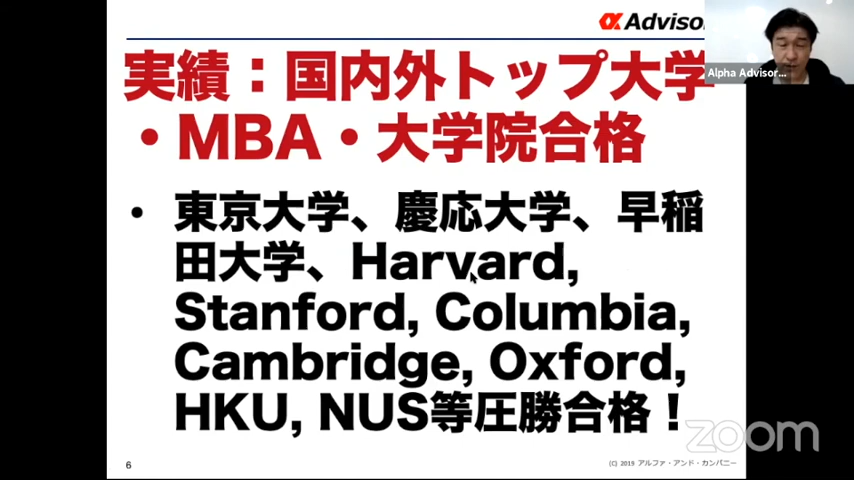 αAdvisor
Alpha Advisor...
実績：国内外トップ大学
・MBA・大学院合格
• 東京大学、慶応大学、早稲
田大学、Harvard,
Stanford, Columbia,
Cambridge, Oxford,
HKU, NUS等圧勝合格！
zoom
6
(C) 2019 アルファ・アンド・カンパニー